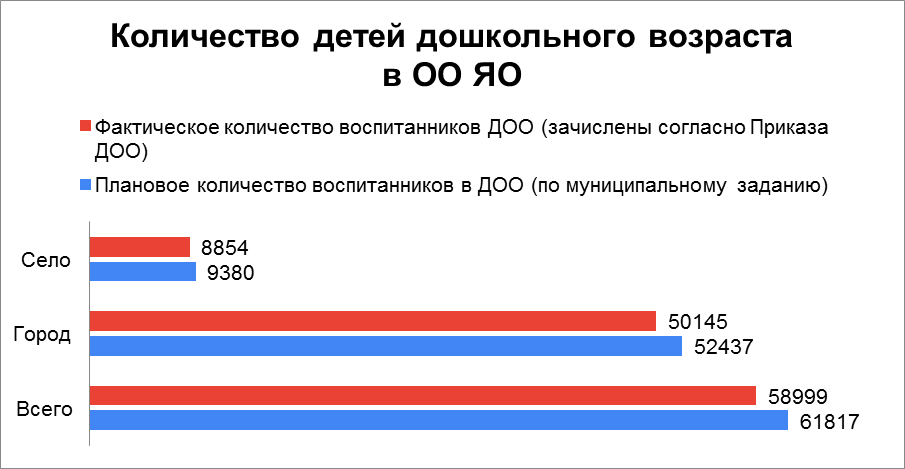 Количество детей дошкольного возраста
в ОО ЯО
Фактическое количество воспитанников ДОО (зачислены согласно Приказа
ДОО)
Плановое количество воспитанников в ДОО (по муниципальному заданию)
Село
8854
9380
Город
50145
52437
Всего
58999
61817